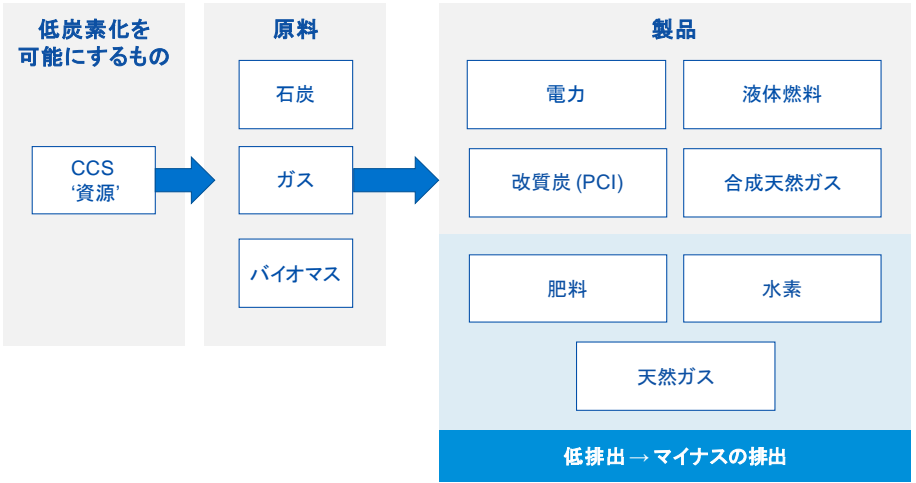 低炭素化を
可能にするもの
CCS
‘資源’
原料
石炭
ガス
バイオマス
製品
電力
液体燃料
改質炭 (PCI)
合成天然ガス
肥料
水素
天然ガス
低排出 → マイナスの排出